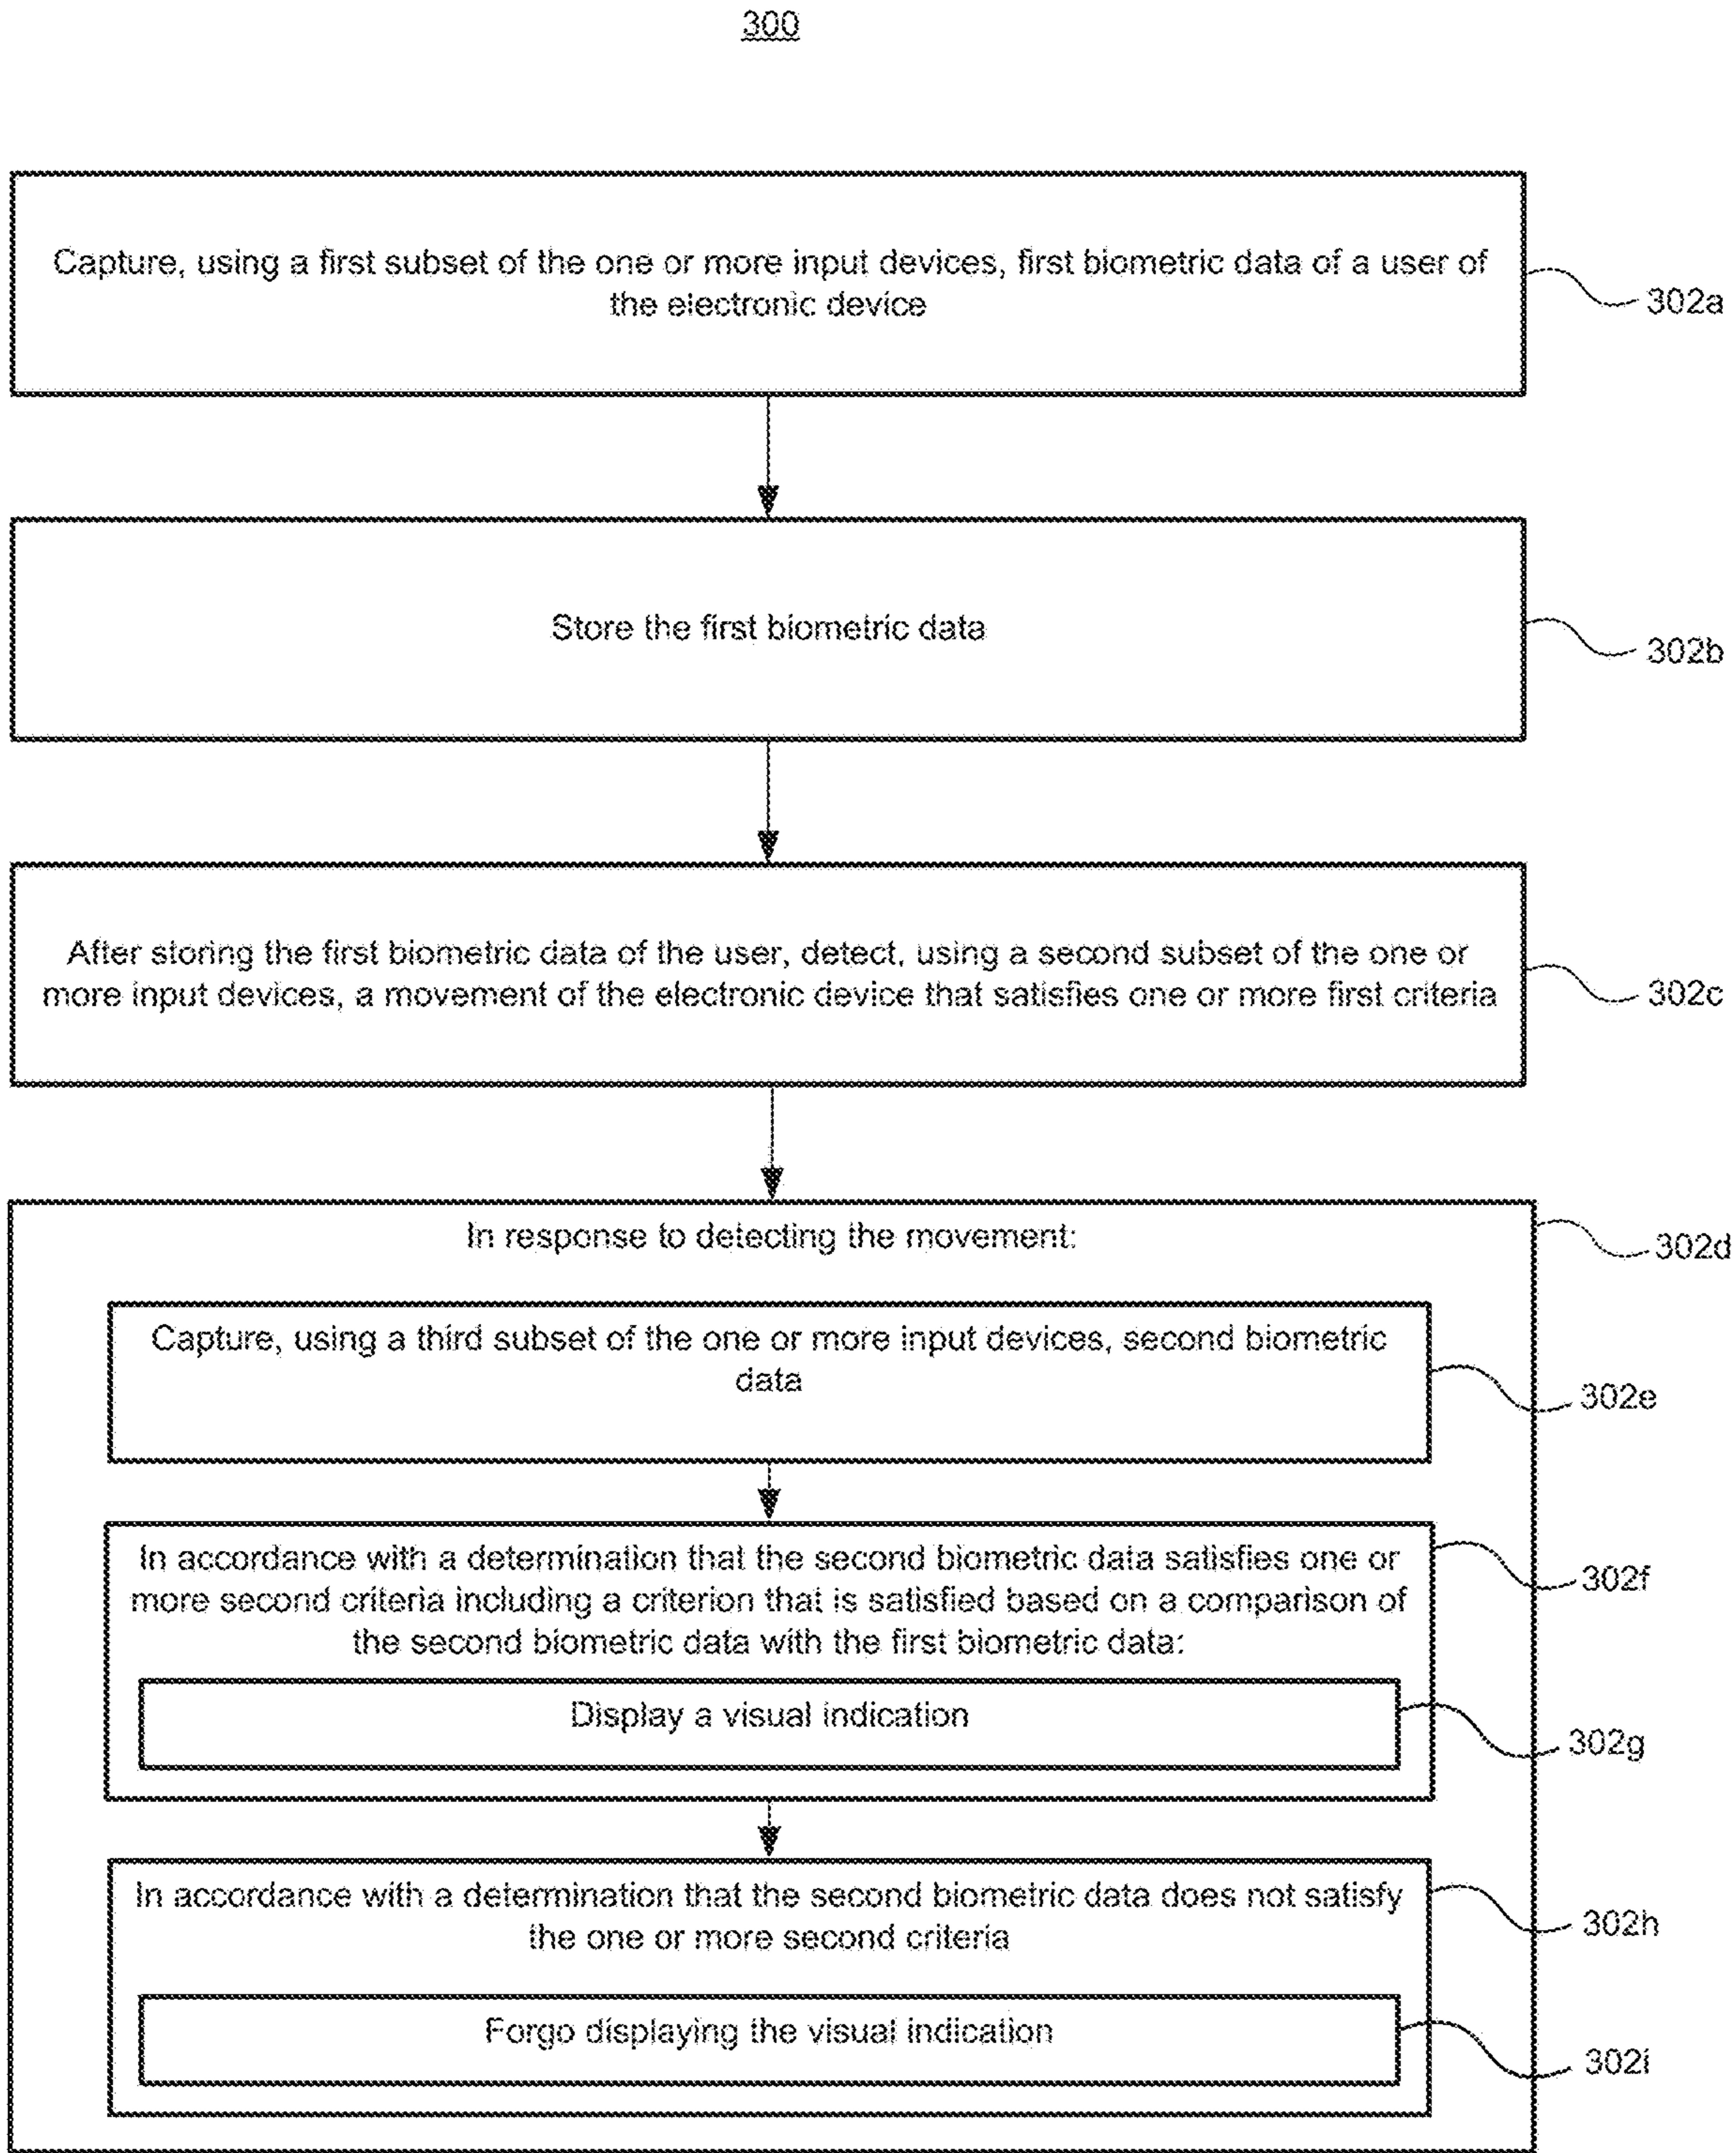 300
Capture, using a first subset of the one or more input devices, first biometric data of a user of
the electronic device
302a
Store the first biometric data
302b
After storing the first biometric data of the user, detect, using a second subset of the one or
more input devices, a movement of the electronic device that satisfies one or more first criteria
302c
In response to detecting the movement:
302d
Capture, using a third subset of the one or more input devices, second biometric
data
302e
In accordance with a determination that the second biometric data satisfies one or
more second criteria including a criterion that is satisfied based on a comparison of
the second biometric data with the first biometric data:
302f
Display a visual indication
302g
In accordance with a determination that the second biometric data does not satisfy
the one or more second criteria
302h
Forgo displaying the visual indication
302i